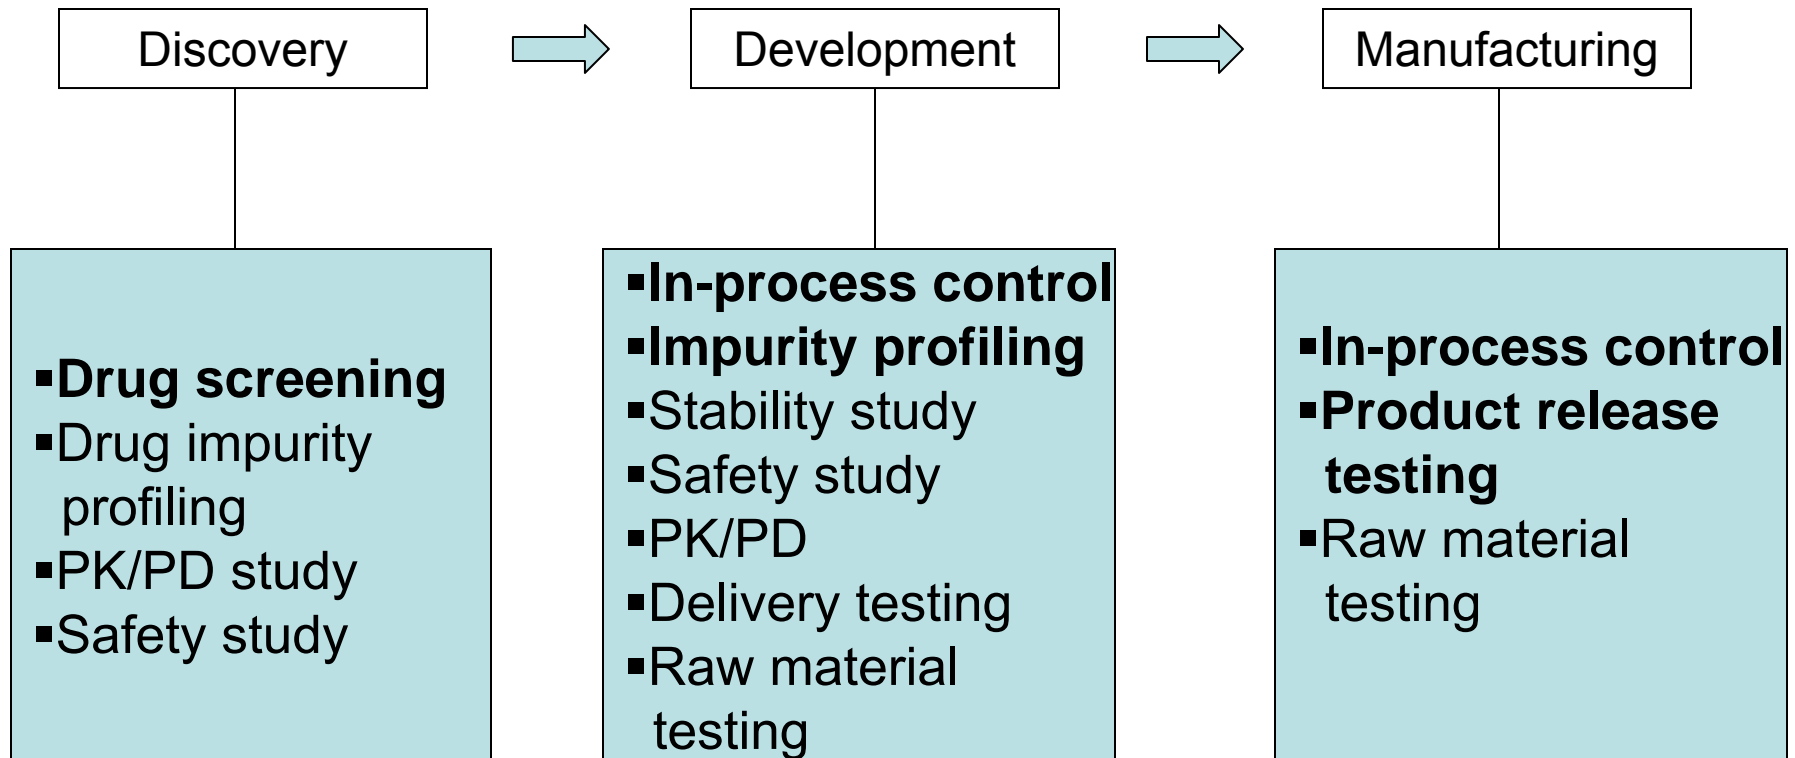 Discovery
Development
Manufacturing
▪Drug screening
▪Drug impurity
profiling
▪PK/PD study
▪Safety study
▪In-process control
▪Impurity profiling
▪Stability study
▪Safety study
▪PK/PD
▪Delivery testing
▪Raw material
testing
▪In-process control
▪Product release
testing
▪Raw material
testing